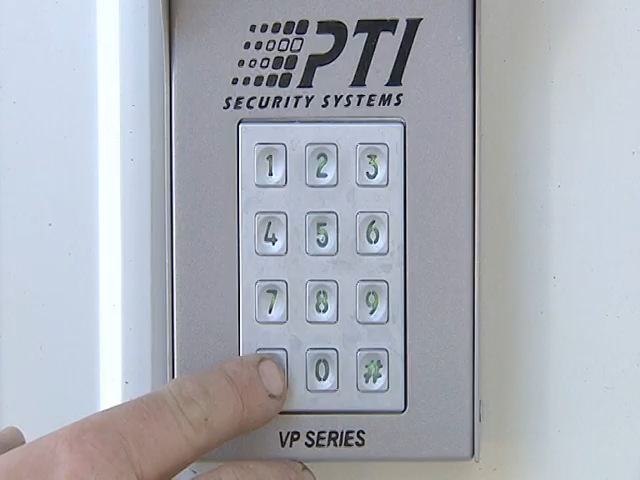 PTI
SECURITY SYSTEMS
1 2 3
4 5 6
7 8 9
0 #
VP SERIES